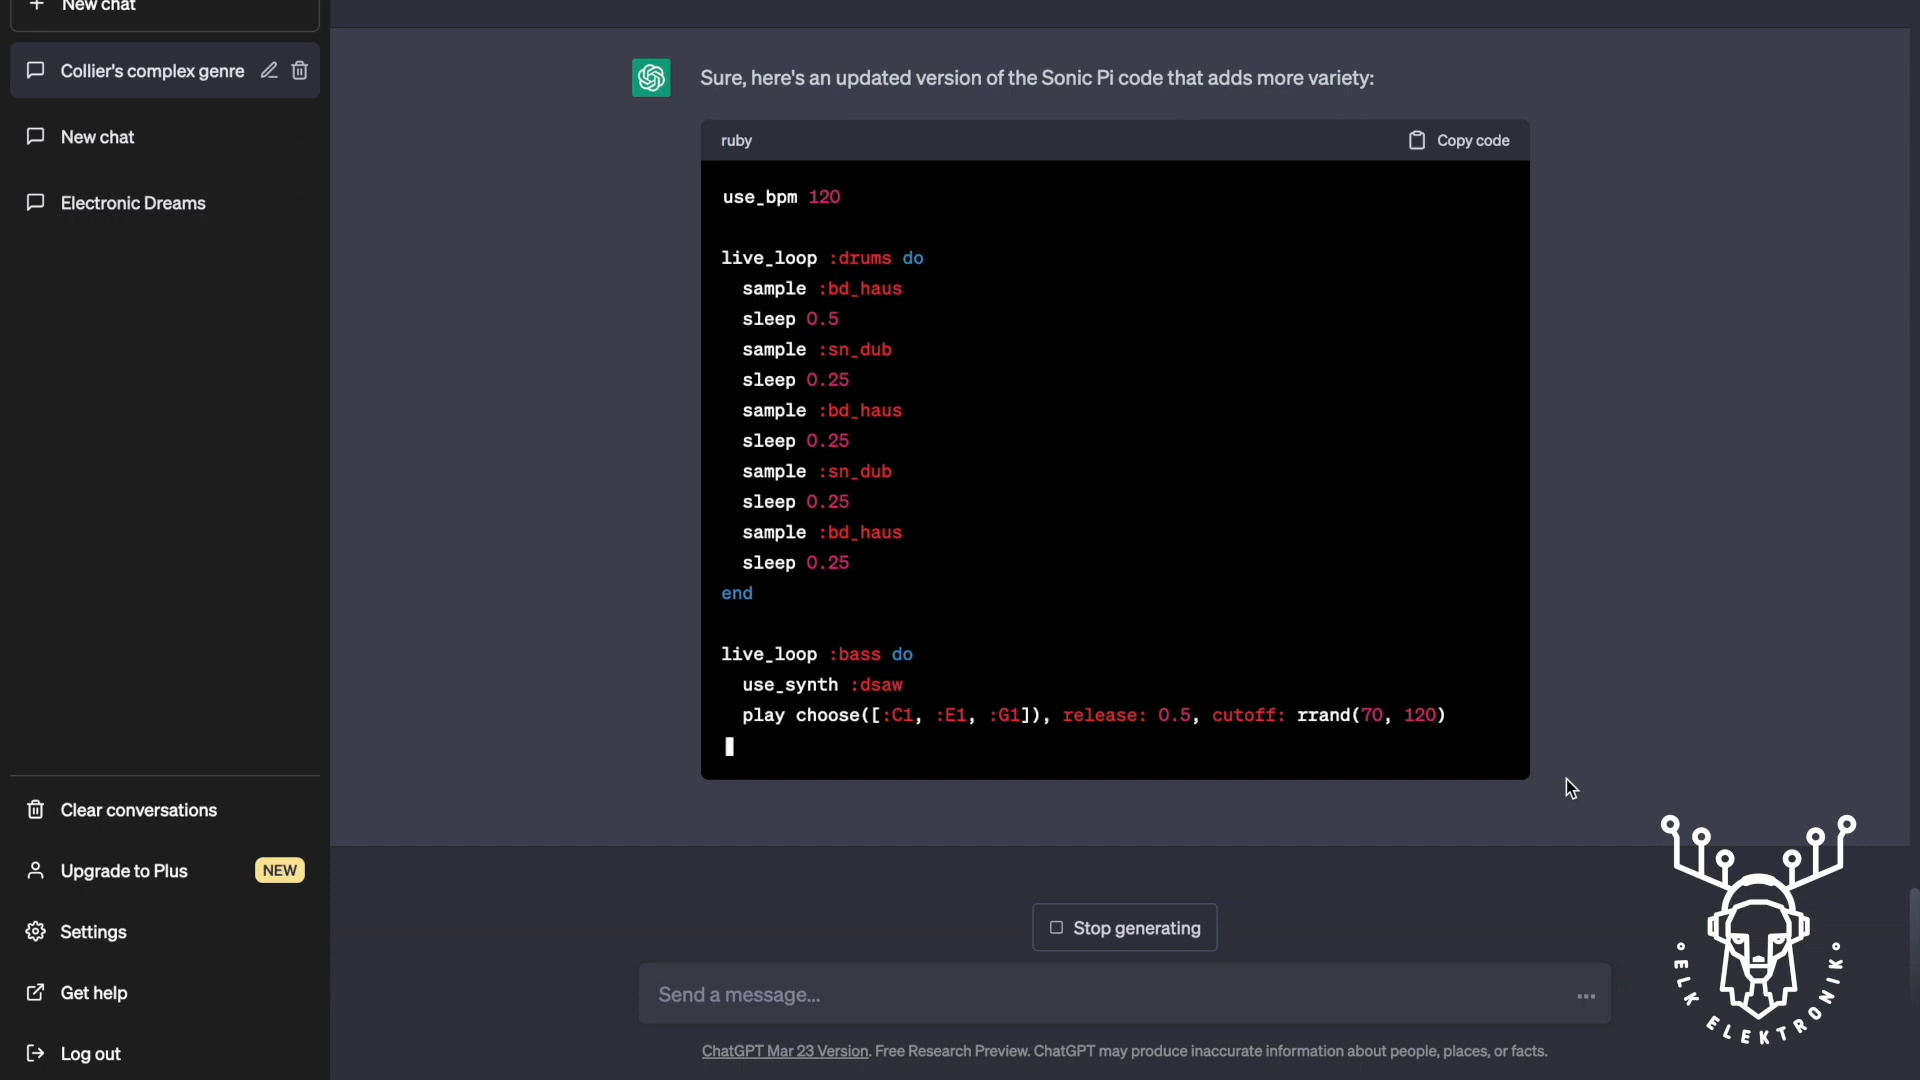 New chat
Collier's complex genre
New chat
Electronic Dreams
Clear conversations
Upgrade to Plus NEW
Settings
Get help
Log out
Sure, here's an updated version of the Sonic Pi code that adds more variety:
ruby Copy code
use_bpm 120
live_loop :drums do
sample :bd_haus
sleep 0.5
sample :sn_dub
sleep 0.25
sample :bd_haus
sleep 0.25
sample :sn_dub
sleep 0.25
sample :bd_haus
sleep 0.25
end
live_loop :bass do
use_synth :dsaw
play choose([:C1, :E1, :G1]), release: 0.5, cutoff: rrand(70, 120)
Stop generating
Send a message...
ChatGPT Mar 23 Version. Free Research Preview. ChatGPT may produce inaccurate information about people, places, or facts.
ELK ELEKTRONIK